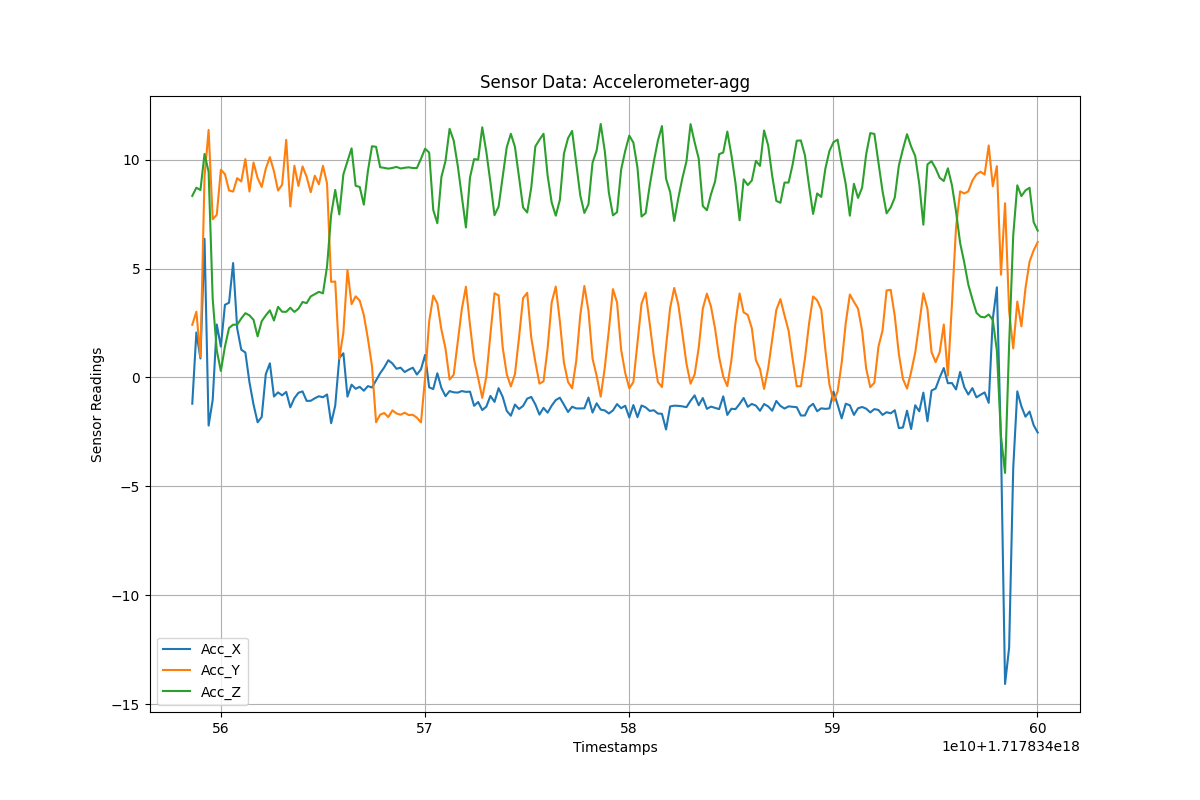 Sensor Data: Accelerometer-agg
Sensor Readings
10
5
0
−5
−10
−15
Acc_X
Acc_Y
Acc_Z
56
57
58
59
60
Timestamps
1e10+1.717834e18